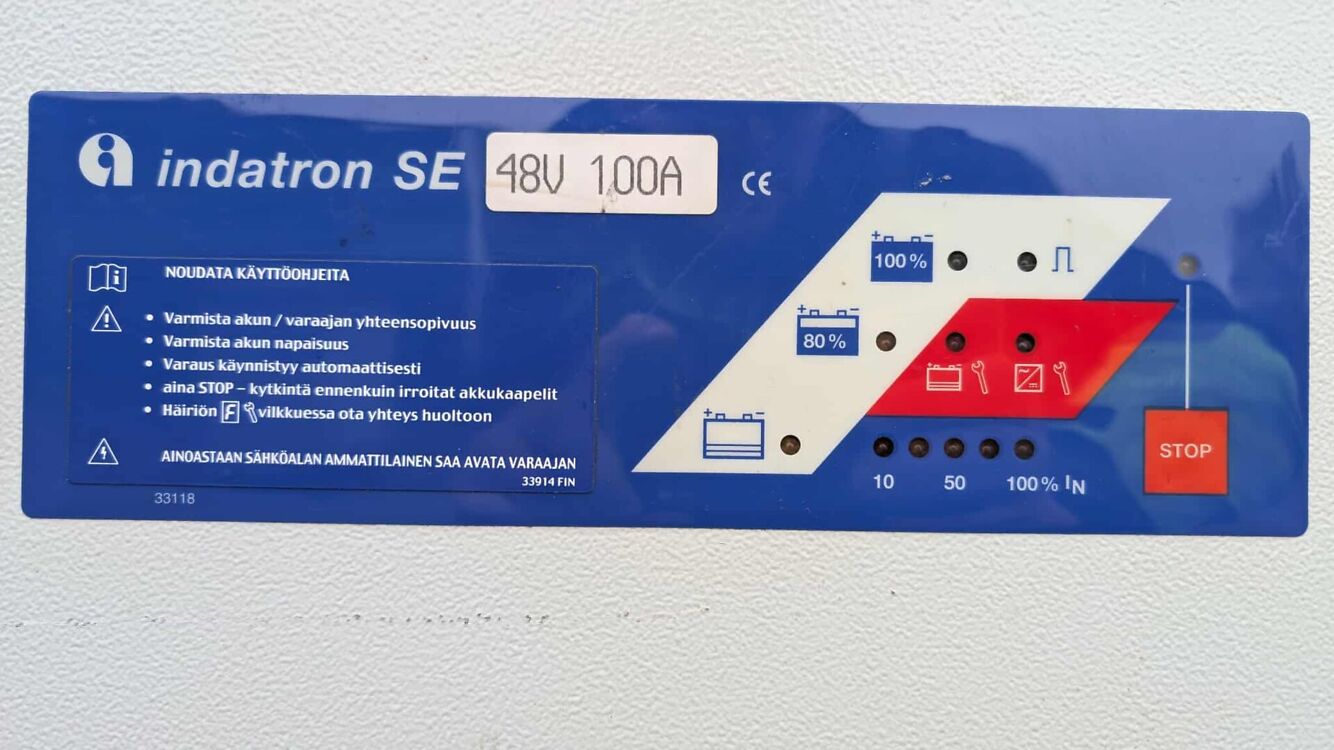 indatron SE 48V 100A CE
NOUDATA KÄYTTÖOHJEITA
• Varmista akun / varaajan yhteensopivuus
• Varmista akun napaisuus
• Varaus käynnistyy automaattisesti
• aina STOP – kytkintä ennenkuin irroitat akkukaapelit
• Häiriön F vilkkuessa ota yhteys huoltoon
AINOASTAAN SÄHKÖALAN AMMATTILAINEN SAA AVATA VARAAJAN
33914 FIN
33118
100%
80%
10 50 100% IN
STOP